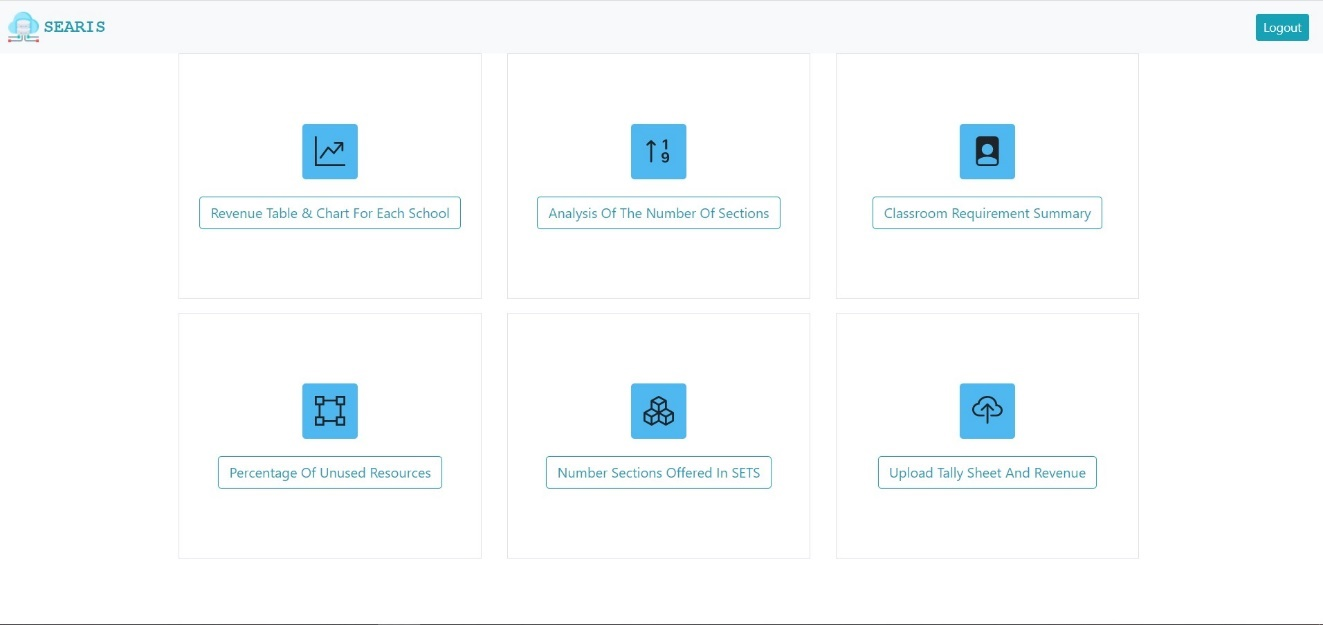 SEARIS
Logout
Revenue Table & Chart For Each School
Analysis Of The Number Of Sections
Classroom Requirement Summary
Percentage Of Unused Resources
Number Sections Offered In SETS
Upload Tally Sheet And Revenue